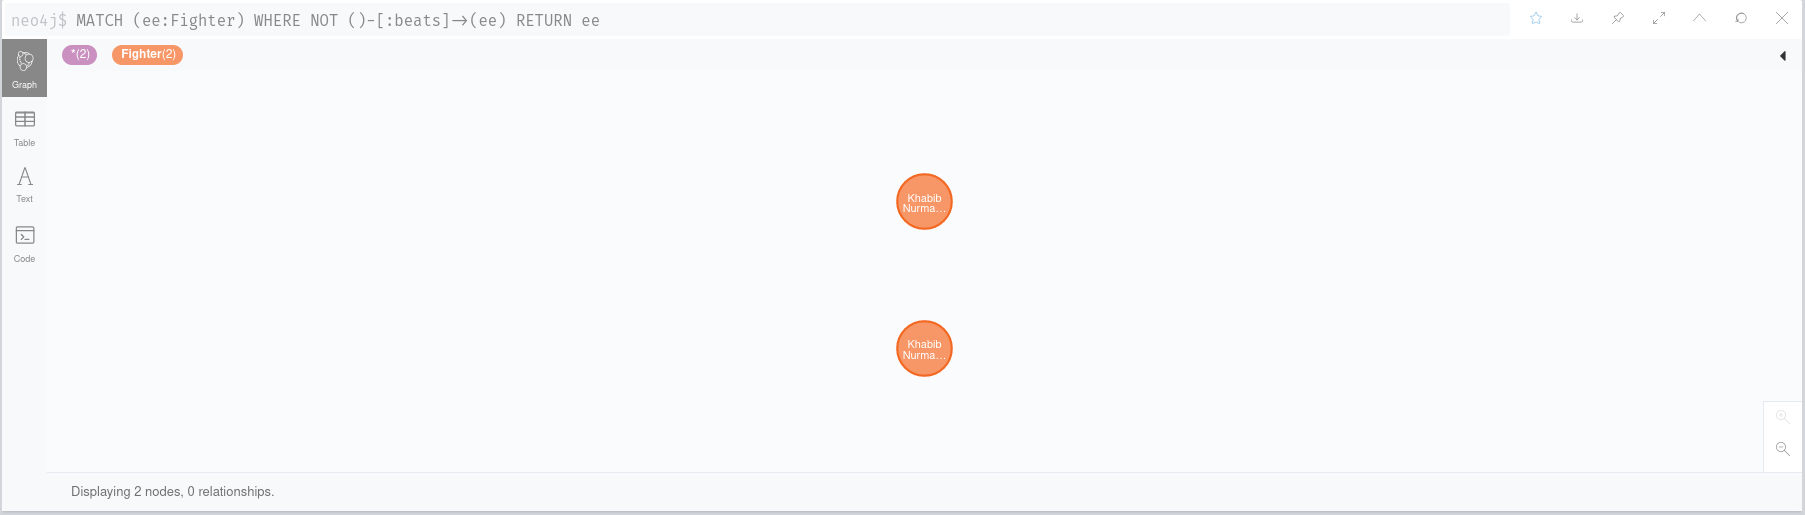 neo4j$ MATCH (ee:Fighter) WHERE NOT ()-[:beats]->(ee) RETURN ee
*(2) Fighter(2)
Graph
Table
Text
Code
Khabib
Nurma...
Khabib
Nurma...
Displaying 2 nodes, 0 relationships.